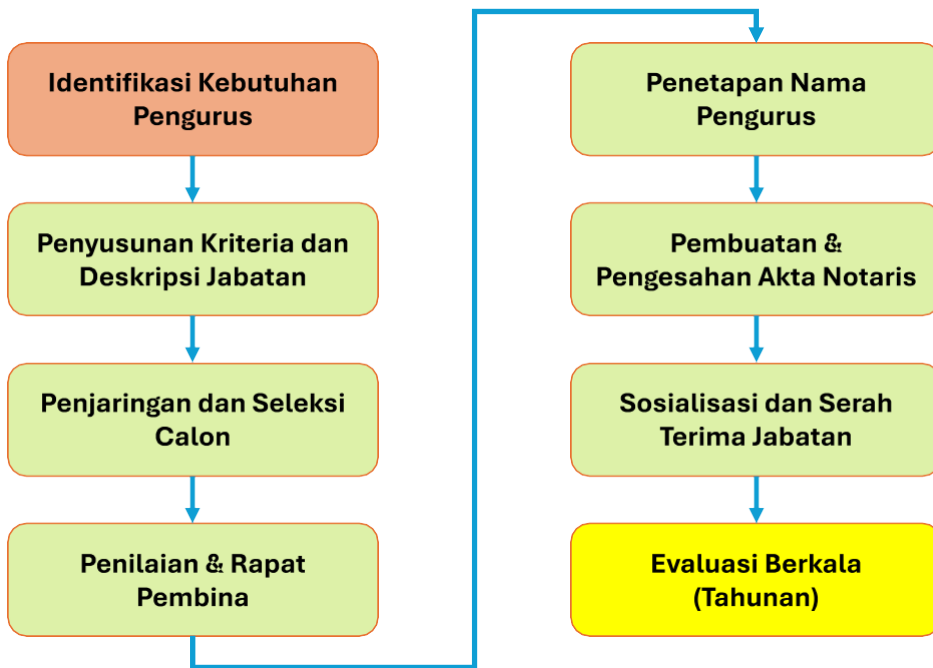 Identifikasi Kebutuhan
Pengurus
Penyusunan Kriteria dan
Deskripsi Jabatan
Penjaringan dan Seleksi
Calon
Penilaian & Rapat
Pembina
Penetapan Nama
Pengurus
Pembuatan &
Pengesahan Akta Notaris
Sosialisasi dan Serah
Terima Jabatan
Evaluasi Berkala
(Tahunan)